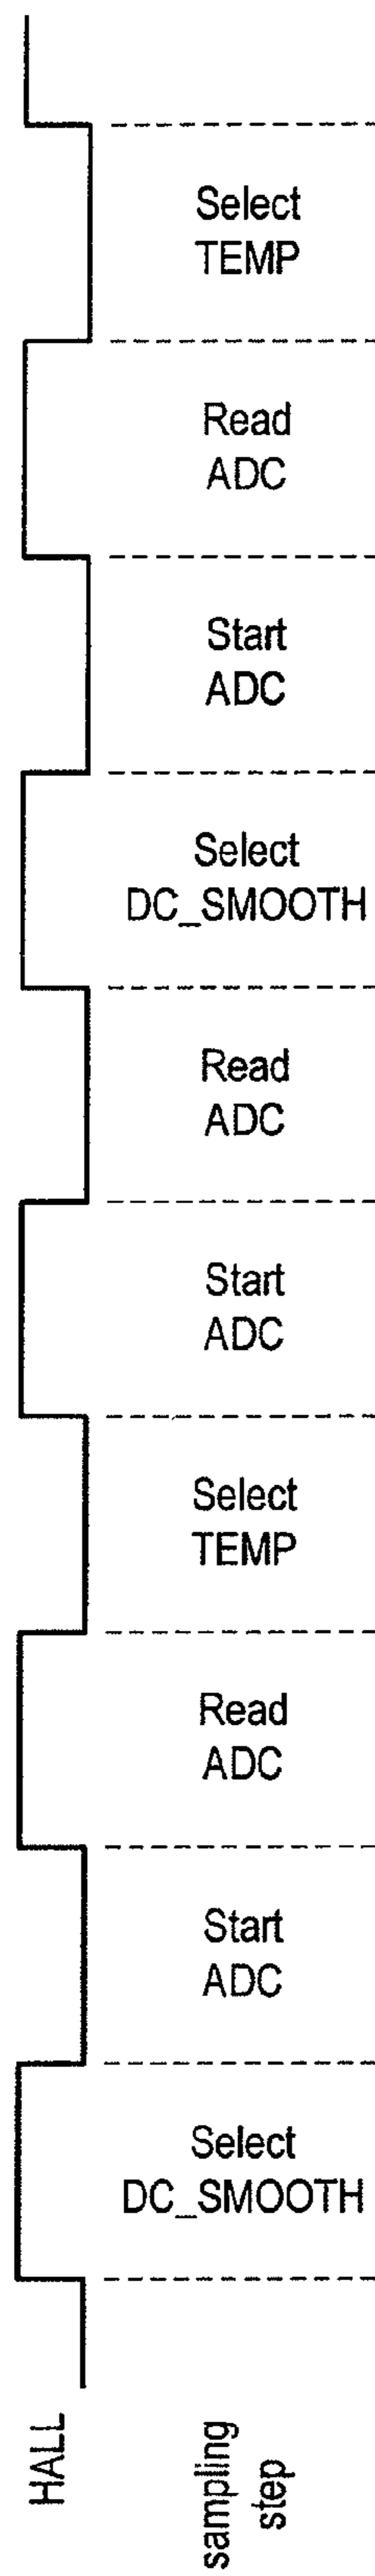 Select
TEMP
Read
ADC
Start
ADC
Select
DC_SMOOTH
Read
ADC
Start
ADC
Select
TEMP
Read
ADC
Start
ADC
Select
DC_SMOOTH
HALL
sampling
step